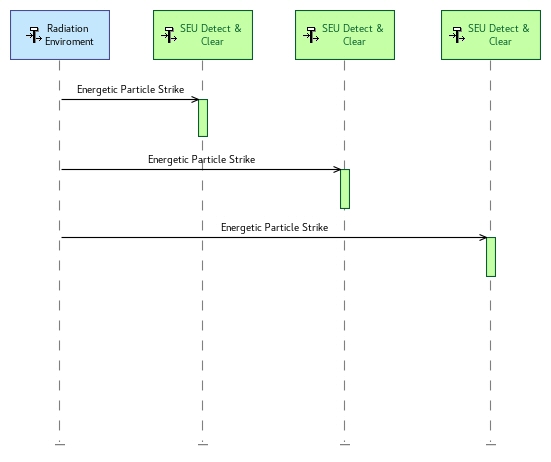 Radiation
Enviroment
SEU Detect &
Clear
SEU Detect &
Clear
SEU Detect &
Clear
Energetic Particle Strike
Energetic Particle Strike
Energetic Particle Strike